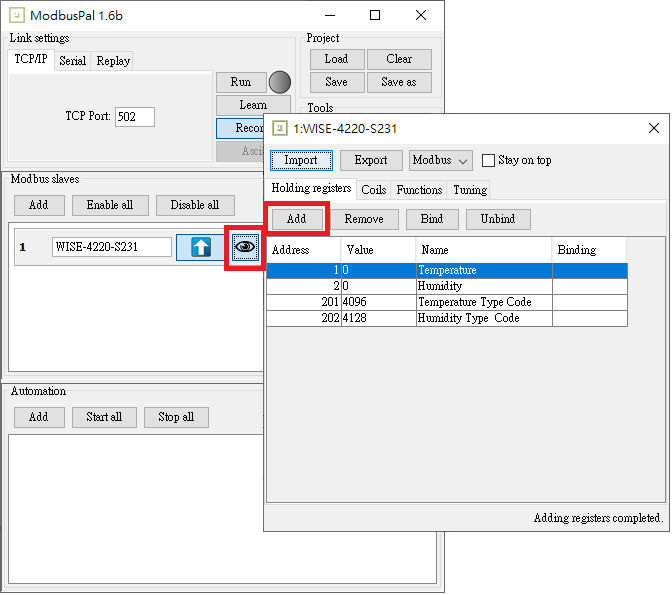 ModbusPal 1.6b
Link settings
TCP/IP Serial Replay
TCP Port: 502
Run
Learn
Recor
Ascii
Project
Load Clear
Save Save as
Tools
Modbus slaves
Add Enable all Disable all
1 WISE-4220-S231
Automation
Add Start all Stop all
1:WISE-4220-S231
Import Export Modbus Stay on top
Holding registers Coils Functions Tuning
Add Remove Bind Unbind
Address Value Name Binding
1 0 Temperature
2 0 Humidity
201 4096 Temperature Type Code
202 4128 Humidity Type Code
Adding registers completed.